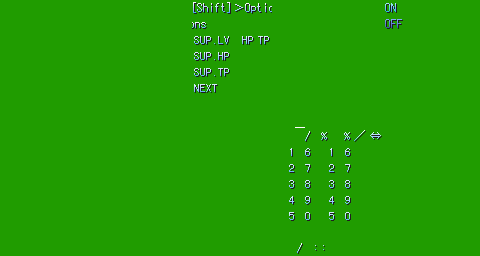 [Shift]>Optic ON
ons OFF
SUP.LV HP TP
SUP.HP
SUP.TP
NEXT
/ % %／⇔
1 6 1 6
2 7 2 7
3 8 3 8
4 9 4 9
5 0 5 0
/ ::